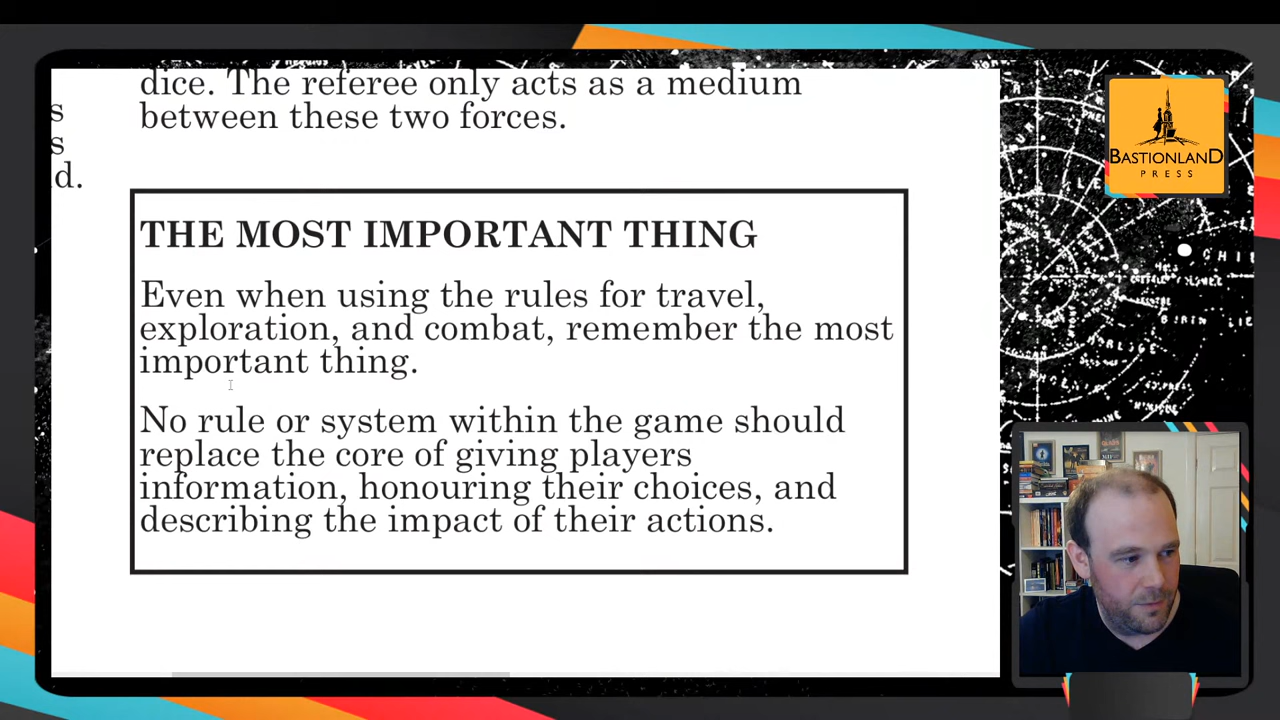 dice. The referee only acts as a medium
between these two forces.
s
s
d.
THE MOST IMPORTANT THING
Even when using the rules for travel,
exploration, and combat, remember the most
important thing.
No rule or system within the game should
replace the core of giving players
information, honouring their choices, and
describing the impact of their actions.
BASTIONLAND
PRESS